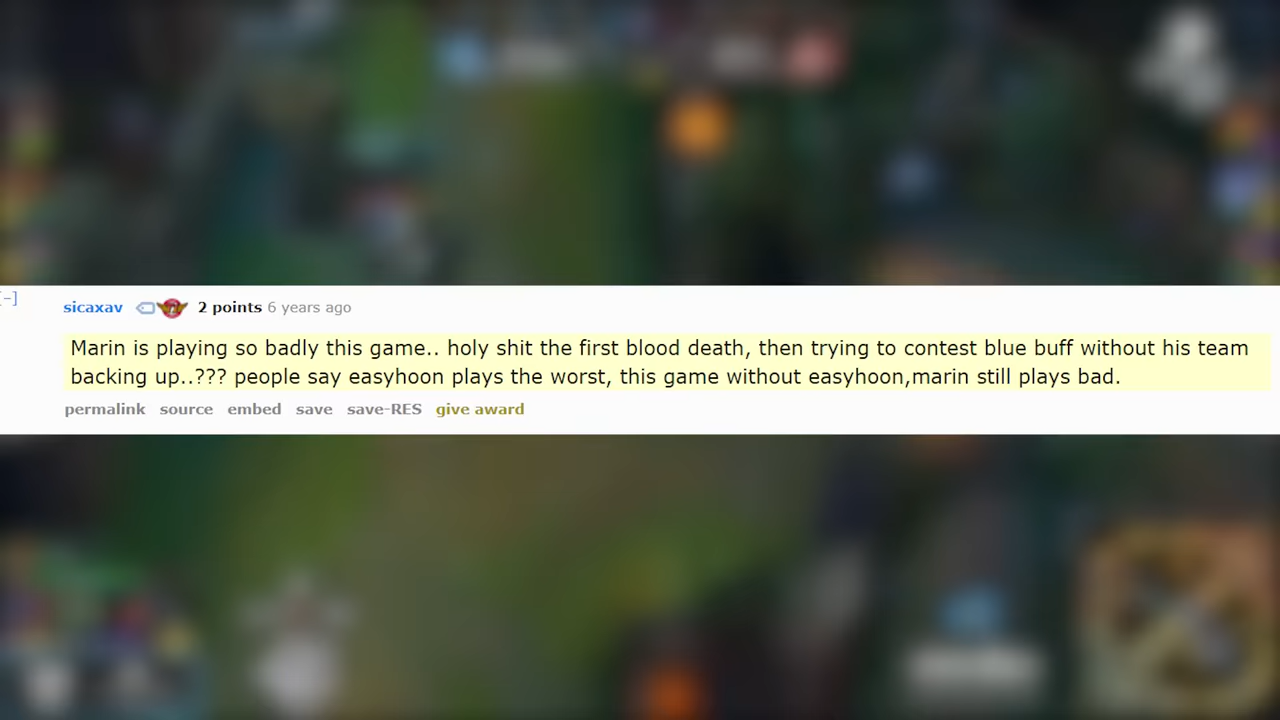 [-]
sicaxav 2 points 6 years ago
Marin is playing so badly this game.. holy shit the first blood death, then trying to contest blue buff without his team
backing up..??? people say easyhoon plays the worst, this game without easyhoon,marin still plays bad.
permalink source embed save save-RES give award